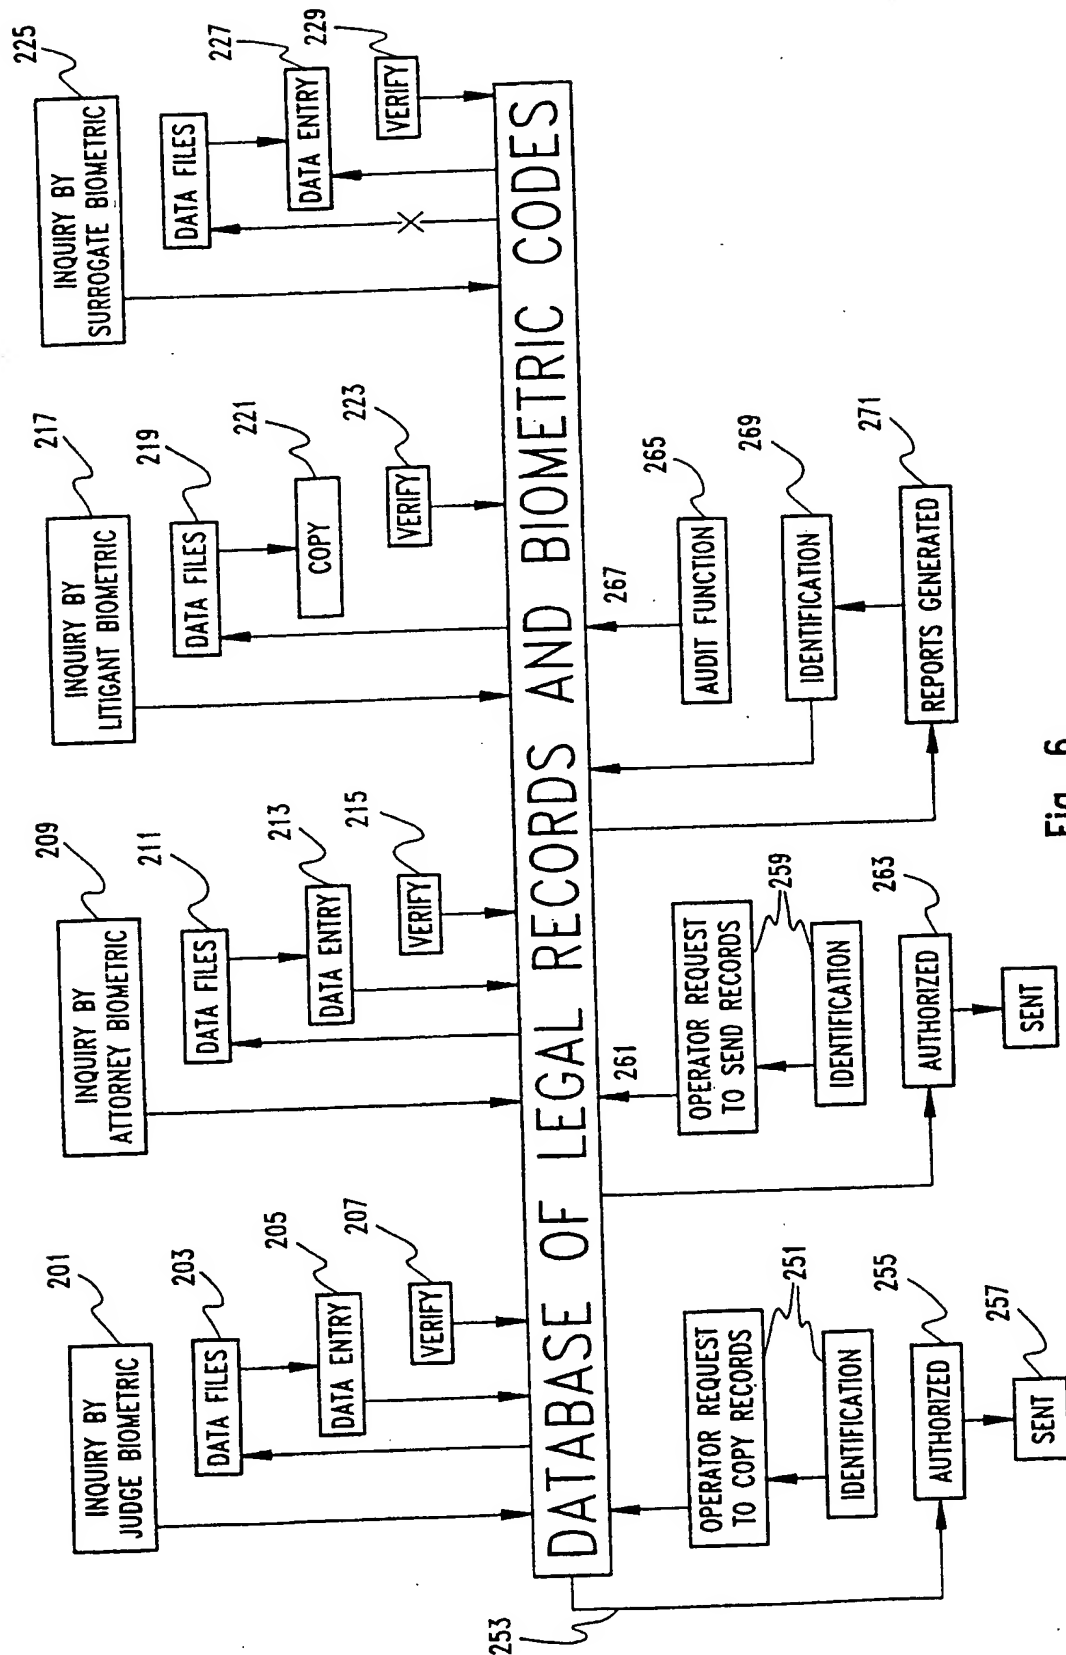 201
INQUIRY BY
JUDGE BIOMETRIC
203
DATA FILES
205
DATA ENTRY
207
VERIFY
209
INQUIRY BY
ATTORNEY BIOMETRIC
211
DATA FILES
213
DATA ENTRY
215
VERIFY
217
INQUIRY BY
LITIGANT BIOMETRIC
219
DATA FILES
221
COPY
223
VERIFY
225
INQUIRY BY
SURROGATE BIOMETRIC
DATA FILES
227
DATA ENTRY
229
VERIFY
DATABASE OF LEGAL RECORDS AND BIOMETRIC CODES
253
OPERATOR REQUEST
TO COPY RECORDS
251
IDENTIFICATION
255
AUTHORIZED
257
SENT
261
OPERATOR REQUEST
TO SEND RECORDS
259
IDENTIFICATION
263
AUTHORIZED
SENT
267
265
AUDIT FUNCTION
269
IDENTIFICATION
271
REPORTS GENERATED
Fig. 6